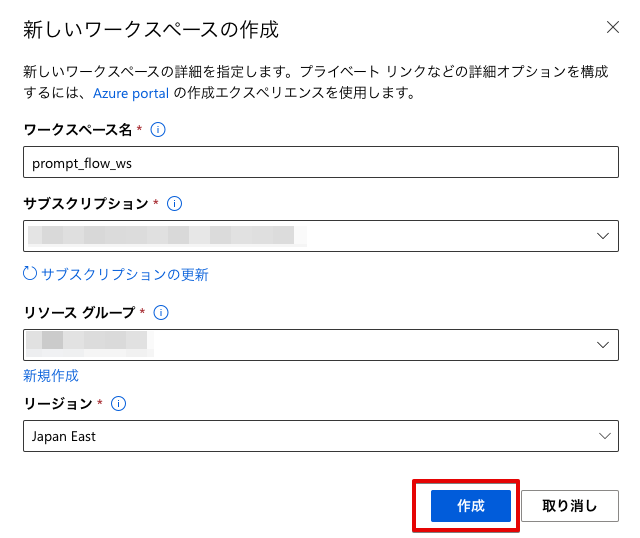 新しいワークスペースの作成
新しいワークスペースの詳細を指定します。プライベート リンクなどの詳細オプションを構成
するには、Azure portal の作成エクスペリエンスを使用します。
ワークスペース名 *
prompt_flow_ws
サブスクリプション *
サブスクリプションの更新
リソース グループ *
新規作成
リージョン *
Japan East
作成
取り消し